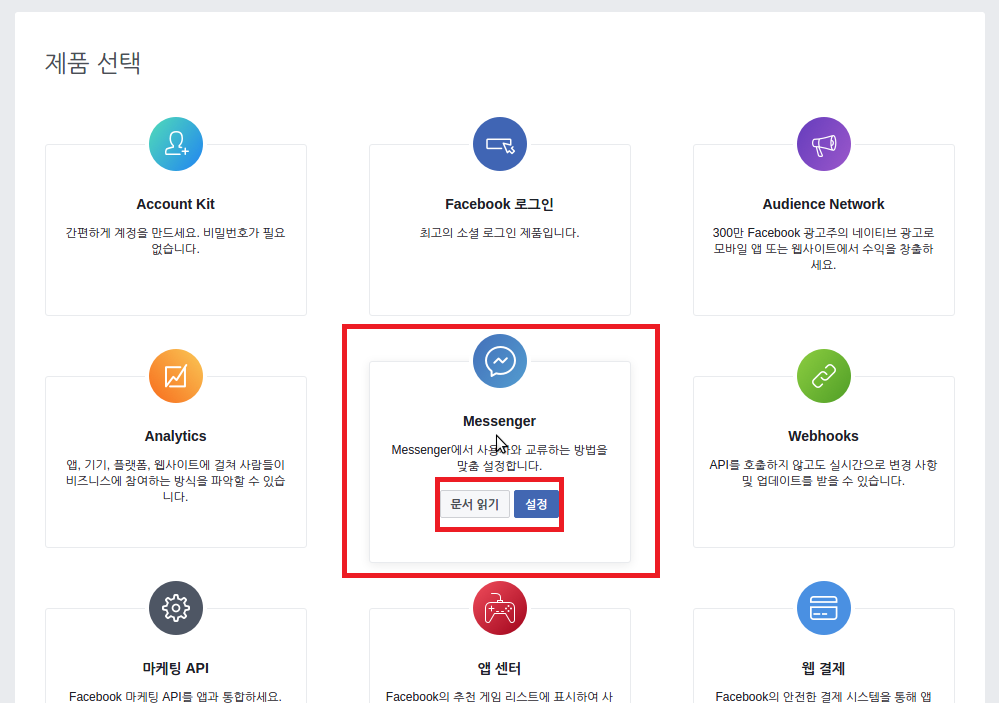 제품 선택
Account Kit
간편하게 계정을 만드세요. 비밀번호가 필요
없습니다.
Facebook 로그인
최고의 소셜 로그인 제품입니다.
Audience Network
300만 Facebook 광고주의 네이티브 광고로
모바일 앱 또는 웹사이트에서 수익을 창출하
세요.
Analytics
앱, 기기, 플랫폼, 웹사이트에 걸쳐 사람들이
비즈니스에 참여하는 방식을 파악할 수 있습
니다.
Messenger
Messenger에서 사용자와 교류하는 방법을
맞춤 설정합니다.
문서 읽기
설정
Webhooks
API를 호출하지 않고도 실시간으로 변경 사항
및 업데이트를 받을 수 있습니다.
마케팅 API
Facebook 마케팅 API를 앱과 통합하세요.
앱 센터
Facebook의 추천 게임 리스트에 표시하여 사
웹 결제
Facebook의 안전한 결제 시스템을 통해 앱